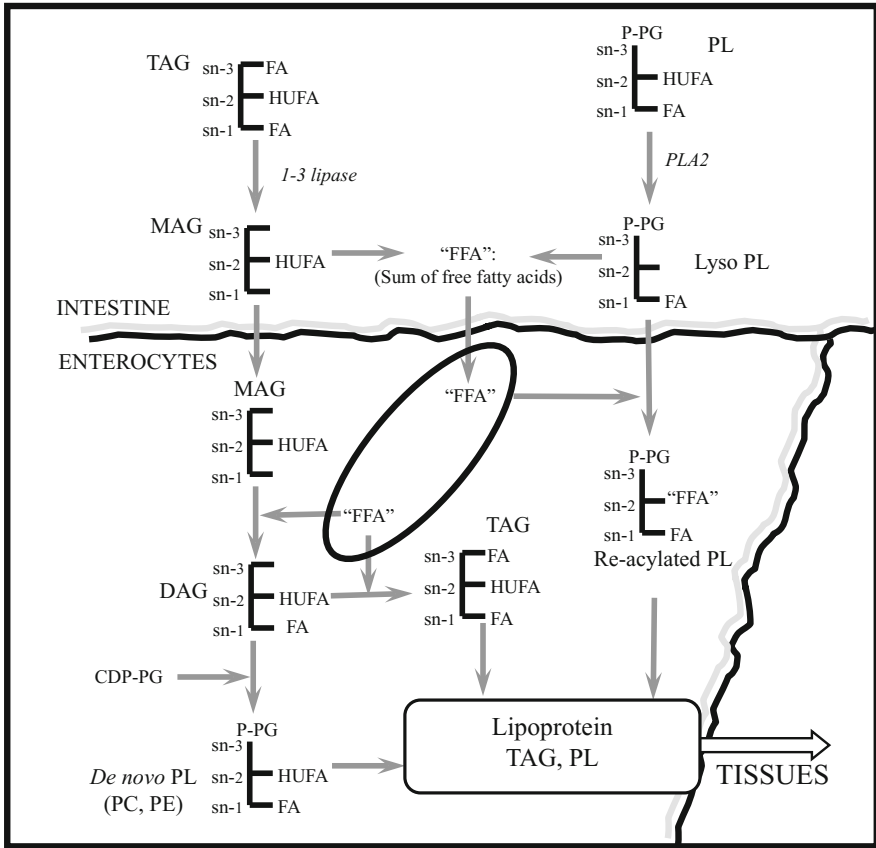 TAG
sn-3 FA
sn-2 HUFA
sn-1 FA
P-PG
PL
sn-3
sn-2 HUFA
sn-1 FA
1-3 lipase
PLA2
MAG
sn-3
sn-2 HUFA
sn-1
“FFA”:
(Sum of free fatty acids)
P-PG
sn-3
Lyso PL
sn-2
sn-1 FA
INTESTINE
ENTEROCYTES
MAG
sn-3
sn-2 HUFA
sn-1
“FFA”
“FFA”
P-PG
sn-3
sn-2 “FFA”
sn-1 FA
Re-acylated PL
TAG
sn-3 FA
sn-2 HUFA
sn-1 FA
DAG
sn-3
sn-2 HUFA
sn-1 FA
CDP-PG
P-PG
sn-3
De novo PL
(PC, PE)
sn-2 HUFA
sn-1 FA
Lipoprotein
TAG, PL
TISSUES